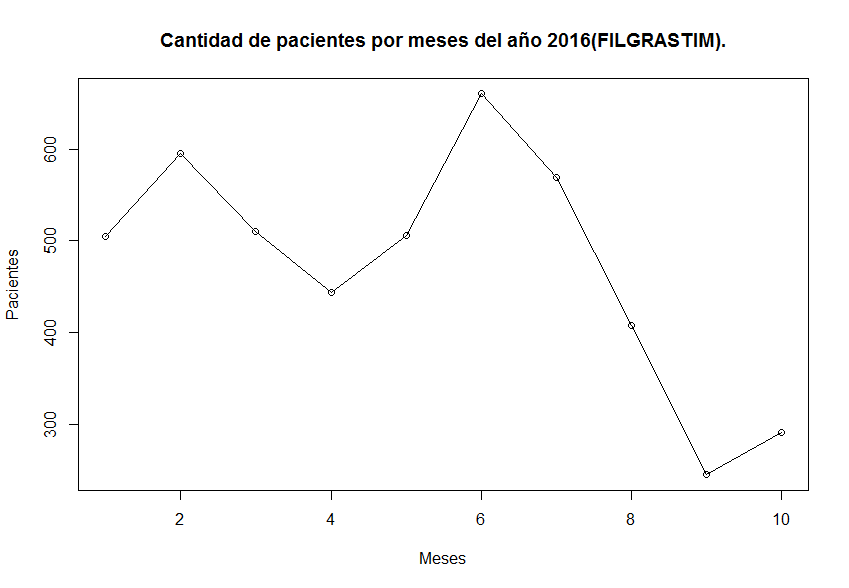 Cantidad de pacientes por meses del año 2016(FILGRASTIM).
Pacientes
600
500
400
300
2 4 6 8 10
Meses